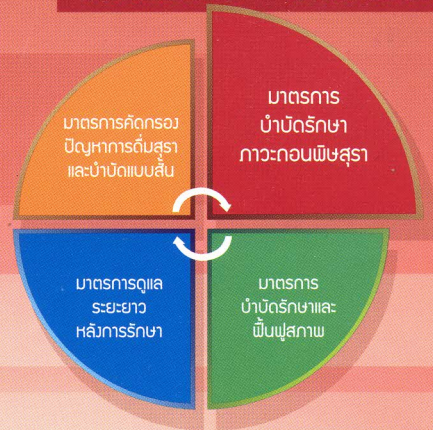 มาตรการคัดกรอง
ปัญหาการดื่มสุรา
และบำบัดแบบสั้น
มาตรการ
บำบัดรักษา
ภาวะถอนพิษสุรา
มาตรการดูแล
ระยะยาว
หลังการรักษา
มาตรการ
บำบัดรักษาและ
ฟื้นฟูสภาพ